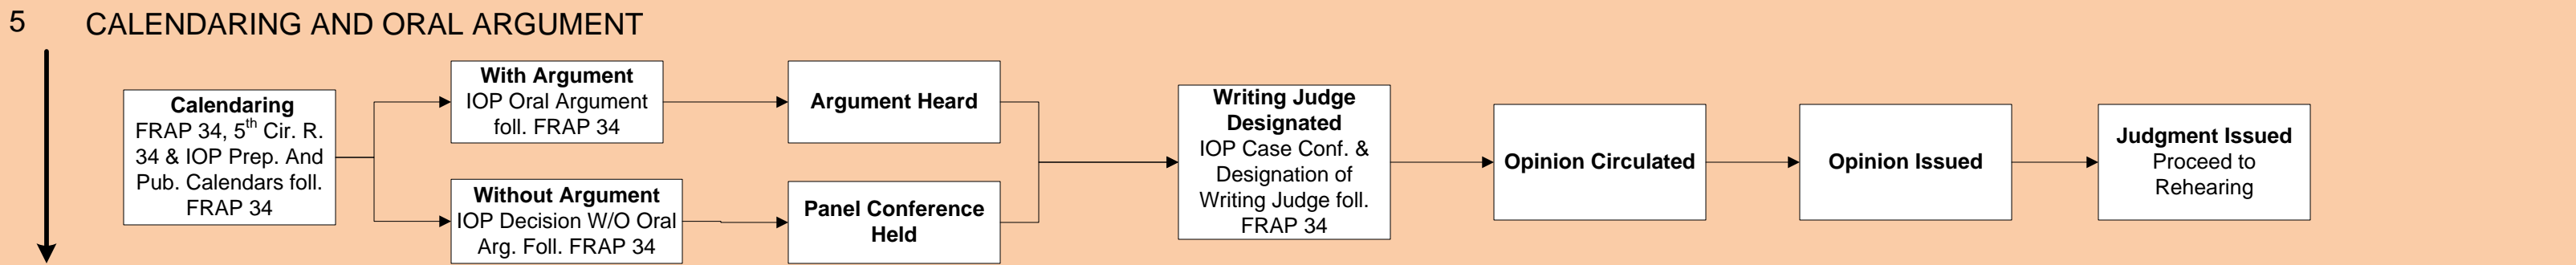 5 CALENDARING AND ORAL ARGUMENT
Calendaring
FRAP 34, 5th Cir. R.
34 & IOP Prep. And
Pub. Calendars foll.
FRAP 34
With Argument
IOP Oral Argument
foll. FRAP 34
Without Argument
IOP Decision W/O Oral
Arg. Foll. FRAP 34
Argument Heard
Panel Conference
Held
Writing Judge
Designated
IOP Case Conf. &
Designation of
Writing Judge foll.
FRAP 34
Opinion Circulated
Opinion Issued
Judgment Issued
Proceed to
Rehearing